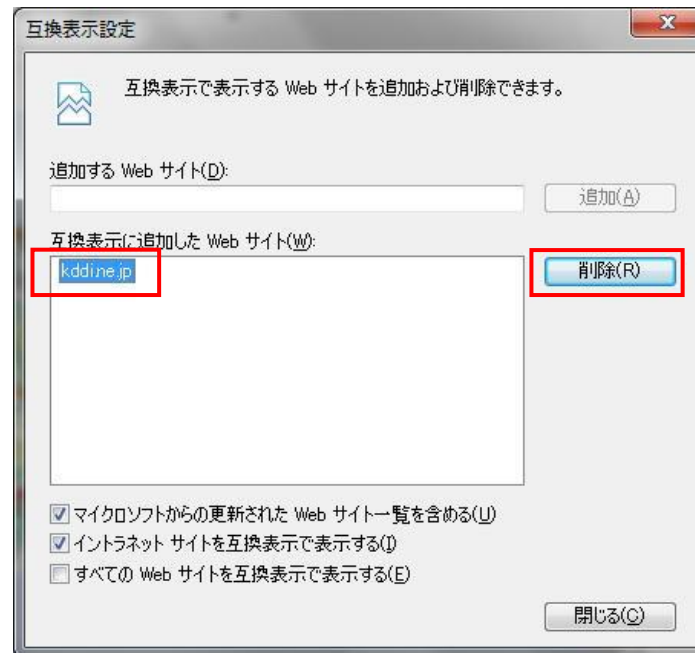 互換表示設定
互換表示で表示する Web サイトを追加および削除できます。
追加する Web サイト(D):
追加(A)
互換表示に追加した Web サイト(W):
kddi.ne.jp
削除(R)
マイクロソフトからの更新された Web サイト一覧を含める(U)
イントラネット サイトを互換表示で表示する(I)
すべての Web サイトを互換表示で表示する(E)
閉じる(C)